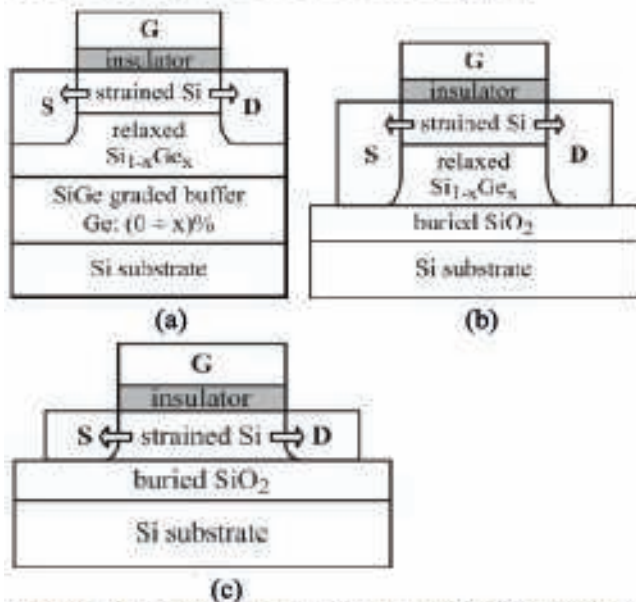 G
insulator
S strained Si D
relaxed
Si1-xGex
SiGe graded buffer
Ge: (0 ÷ x)%
Si substrate
(a)
G
insulator
strained Si
S D
relaxed
Si1-xGex
buried SiO2
Si substrate
(b)
G
insulator
S strained Si D
buried SiO2
Si substrate
(c)